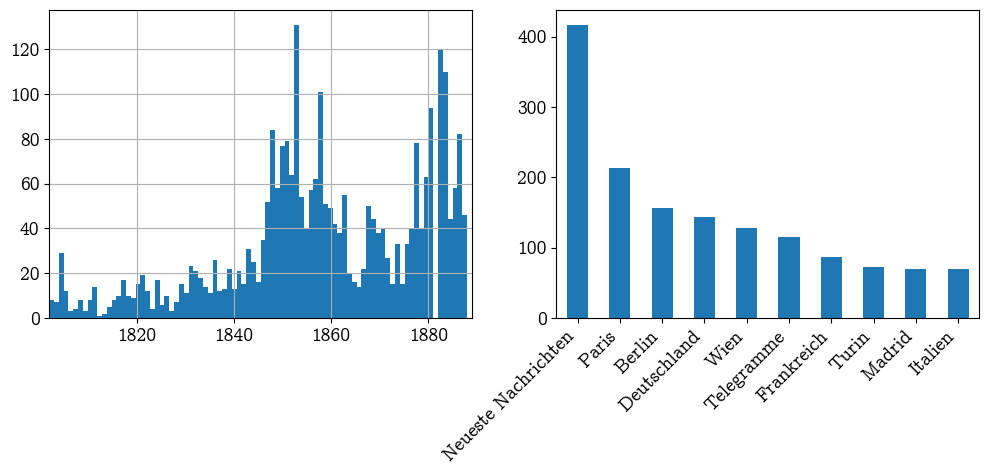 120
100
80
60
40
20
0
1820 1840 1860 1880
400
300
200
100
0
Neueste Nachrichten
Paris
Berlin
Deutschland
Wien
Telegramme
Frankreich
Turin
Madrid
Italien